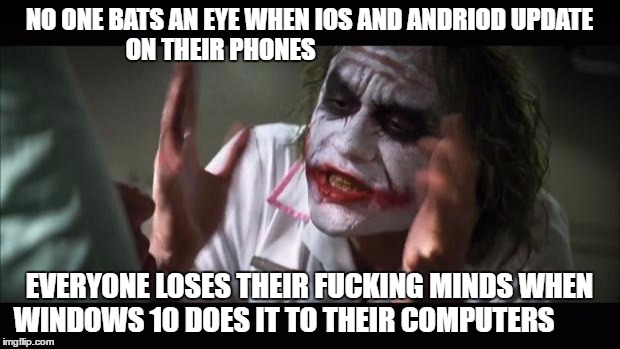 NO ONE BATS AN EYE WHEN IOS AND ANDRIOD UPDATE
ON THEIR PHONES
EVERYONE LOSES THEIR FUCKING MINDS WHEN
WINDOWS 10 DOES IT TO THEIR COMPUTERS
imgflip.com